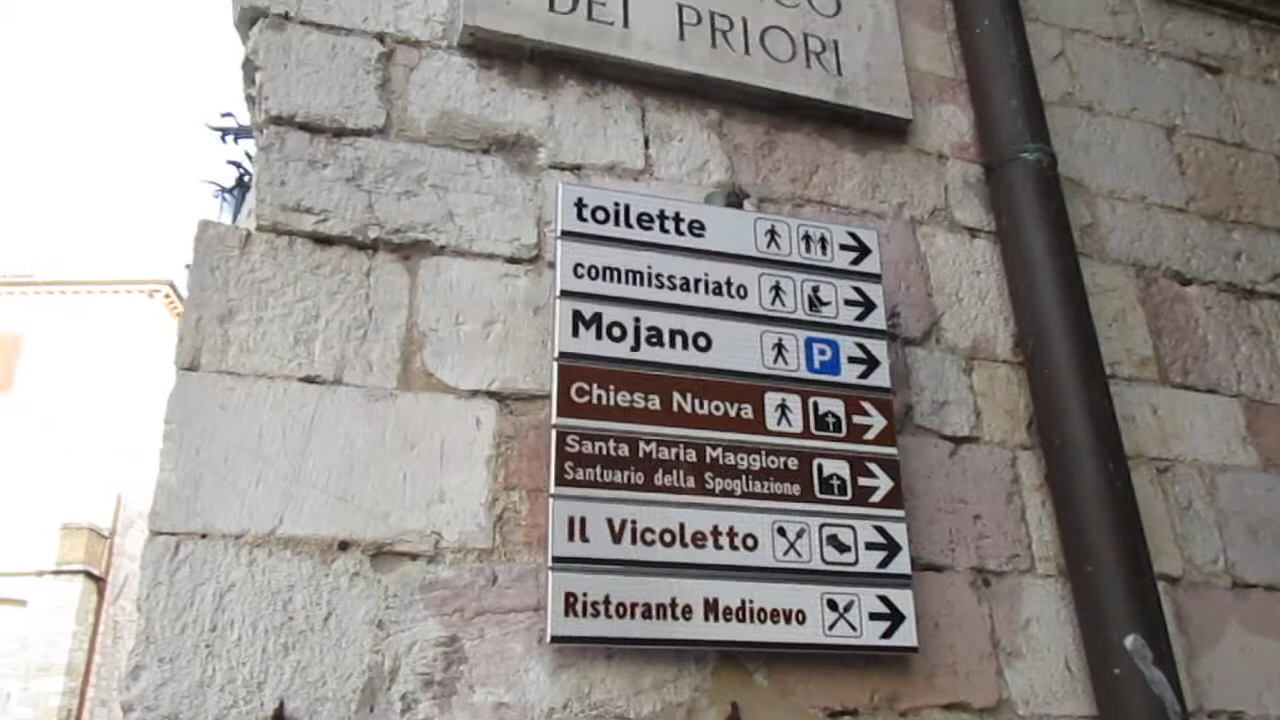 DEI PRIORI
toilette
commissariato
Mojano P
Chiesa Nuova
Santa Maria Maggiore
Santuario della Spogliazione
Il Vicoletto
Ristorante Medioevo